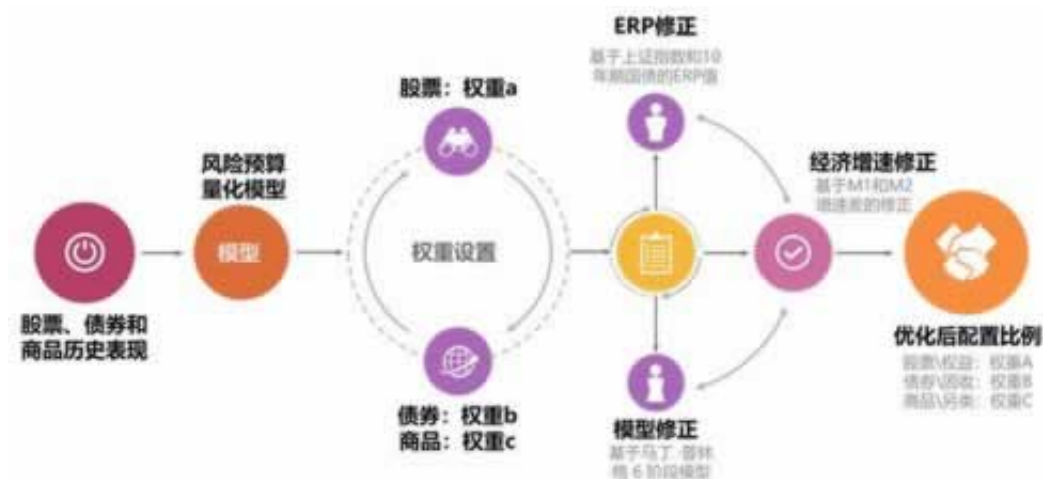 ERP修正
基于上证指数和10
年期国债的ERP值
股票：权重a
风险预算
量化模型
经济增速修正
基于M1和M2
增速差的修正
模型
权重设置
股票、债券和
商品历史表现
优化后配置比例
股票\权益：权重A
债券\固收：权重B
商品\另类：权重C
债券：权重b
商品：权重c
模型修正
基于马丁·普林
格 6 阶段模型